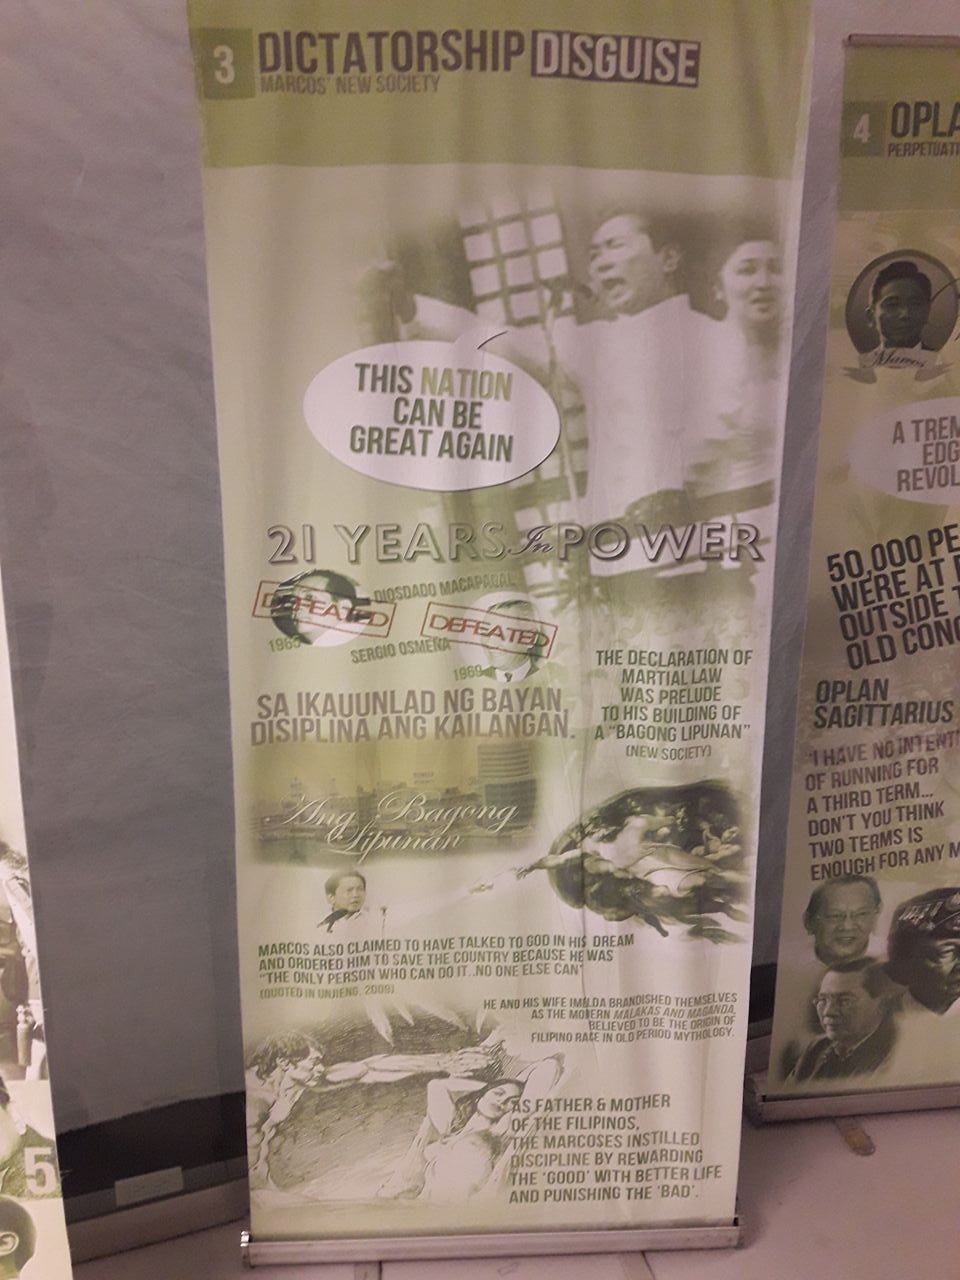 3 DICTATORSHIP DISGUISE
MARCOS' NEW SOCIETY
THIS NATION
CAN BE
GREAT AGAIN
21 YEARS In POWER
DEFEATED
DIOSDADO MACAPAGAL
1965
DEFEATED
SERGIO OSMEÑA
1969
SA IKAUUNLAD NG BAYAN,
DISIPLINA ANG KAILANGAN.
THE DECLARATION OF
MARTIAL LAW
WAS PRELUDE
TO HIS BUILDING OF
A "BAGONG LIPUNAN"
(NEW SOCIETY)
Ang Bagong
Lipunan
MARCOS ALSO CLAIMED TO HAVE TALKED TO GOD IN HIS DREAM
AND ORDERED HIM TO SAVE THE COUNTRY BECAUSE HE WAS
"THE ONLY PERSON WHO CAN DO IT..NO ONE ELSE CAN"
(QUOTED IN UNJIENG, 2009)
HE AND HIS WIFE IMELDA BRANDISHED THEMSELVES
AS THE MODERN MALAKAS AND MAGANDA,
BELIEVED TO BE THE ORIGIN OF
FILIPINO RACE IN OLD PERIOD MYTHOLOGY.
AS FATHER & MOTHER
OF THE FILIPINOS,
THE MARCOSES INSTILLED
DISCIPLINE BY REWARDING
THE 'GOOD' WITH BETTER LIFE
AND PUNISHING THE 'BAD'.
4 OPLA
PERPETUATI
Marcos
A TREM
EDG
REVOL
50,000 PE
WERE AT
OUTSIDE T
OLD CONG
OPLAN
SAGITTARIUS
"I HAVE NO INTENTI
OF RUNNING FOR
A THIRD TERM...
DON'T YOU THINK
TWO TERMS IS
ENOUGH FOR ANY M
5